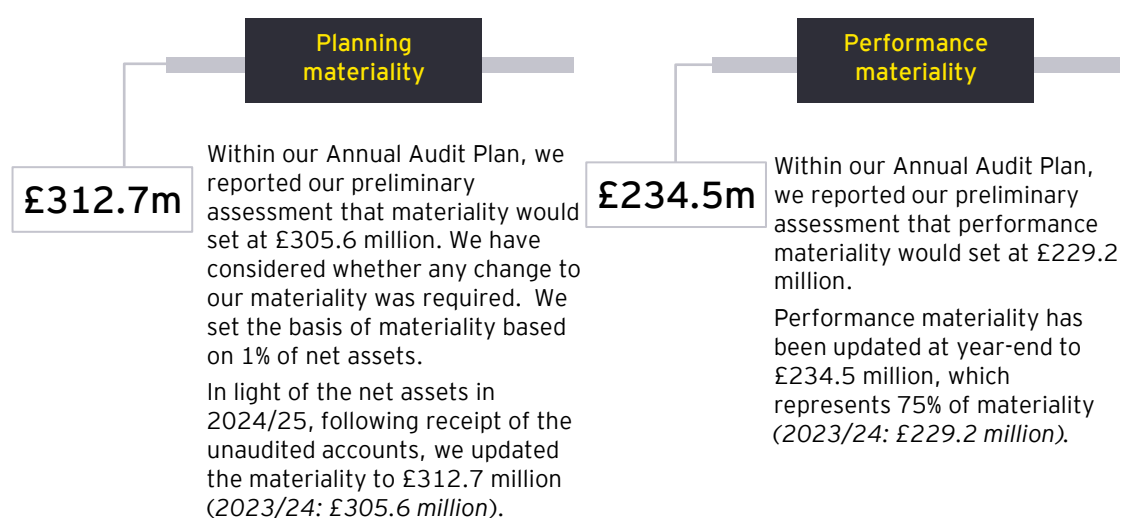 Planning
materiality
£312.7m
Within our Annual Audit Plan, we
reported our preliminary
assessment that materiality would
set at £305.6 million. We have
considered whether any change to
our materiality was required.  We
set the basis of materiality based
on 1% of net assets.
In light of the net assets in
2024/25, following receipt of the
unaudited accounts, we updated
the materiality to £312.7 million
(2023/24: £305.6 million).
Performance
materiality
£234.5m
Within our Annual Audit Plan,
we reported our preliminary
assessment that performance
materiality would set at £229.2
million.
Performance materiality has
been updated at year-end to
£234.5 million, which
represents 75% of materiality
(2023/24: £229.2 million).